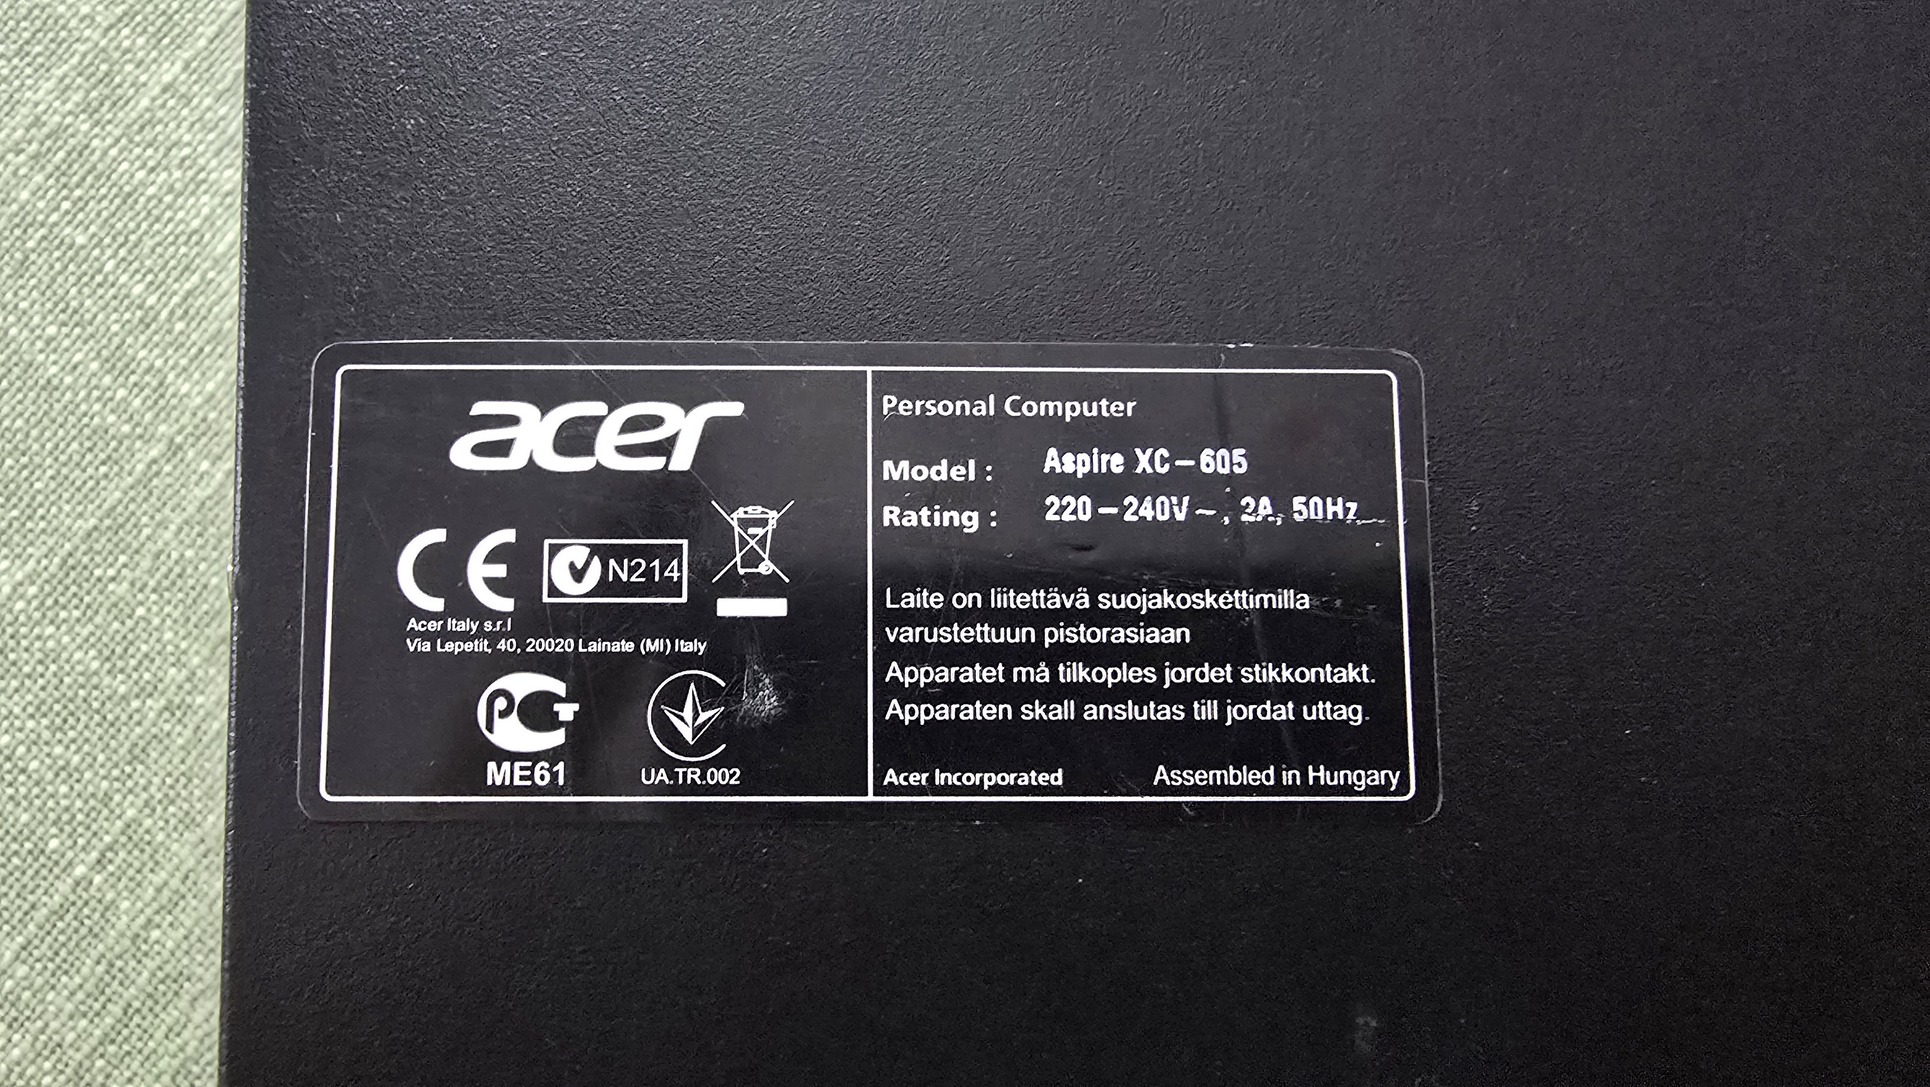 acer
CE
N214
Acer Italy s.r.l
Via Lepetit, 40, 20020 Lainate (MI) Italy
РСТ
ME61
UA.TR.002
Personal Computer
Model : Aspire XC-605
Rating : 220-240V~, 2A, 50Hz
Laite on liitettävä suojakoskettimilla
varustettuun pistorasiaan
Apparatet må tilkoples jordet stikkontakt.
Apparaten skall anslutas till jordat uttag.
Acer Incorporated Assembled in Hungary